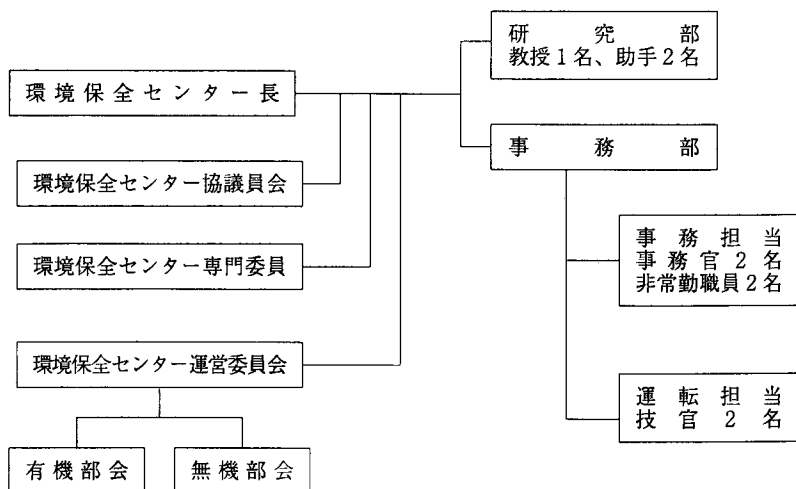 研究部
教授1名、助手2名
環境保全センター長
事務部
環境保全センター協議員会
環境保全センター専門委員
事務担当
事務官2名
非常勤職員2名
環境保全センター運営委員会
運転担当
技官2名
有機部会
無機部会